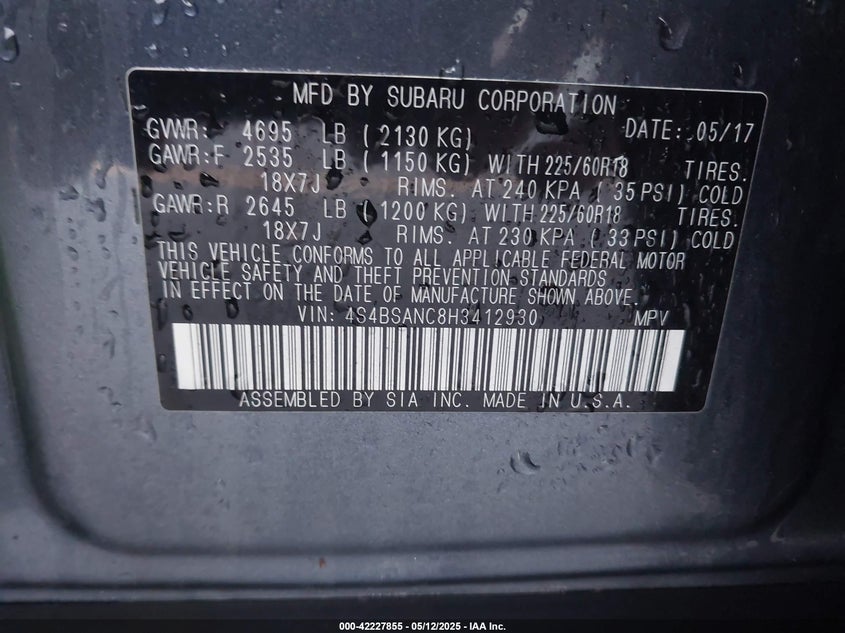 MFD BY SUBARU CORPORATION
GVWR: 4695 LB ( 2130 KG) DATE: 05/17
GAWR:F 2535 LB ( 1150 KG) WITH 225/60R18 TIRES.
18X7J RIMS. AT 240 KPA ( 35 PSI) COLD
GAWR:R 2645 LB ( 1200 KG) WITH 225/60R18 TIRES.
18X7J RIMS. AT 230 KPA ( 33 PSI) COLD
THIS VEHICLE CONFORMS TO ALL APPLICABLE FEDERAL MOTOR
VEHICLE SAFETY AND THEFT PREVENTION STANDARDS
IN EFFECT ON THE DATE OF MANUFACTURE SHOWN ABOVE.
VIN: 4S4BSANC8H3412930 MPV
ASSEMBLED BY SIA INC. MADE IN U.S.A.
000-42227855 - 05/12/2025 - IAA Inc.